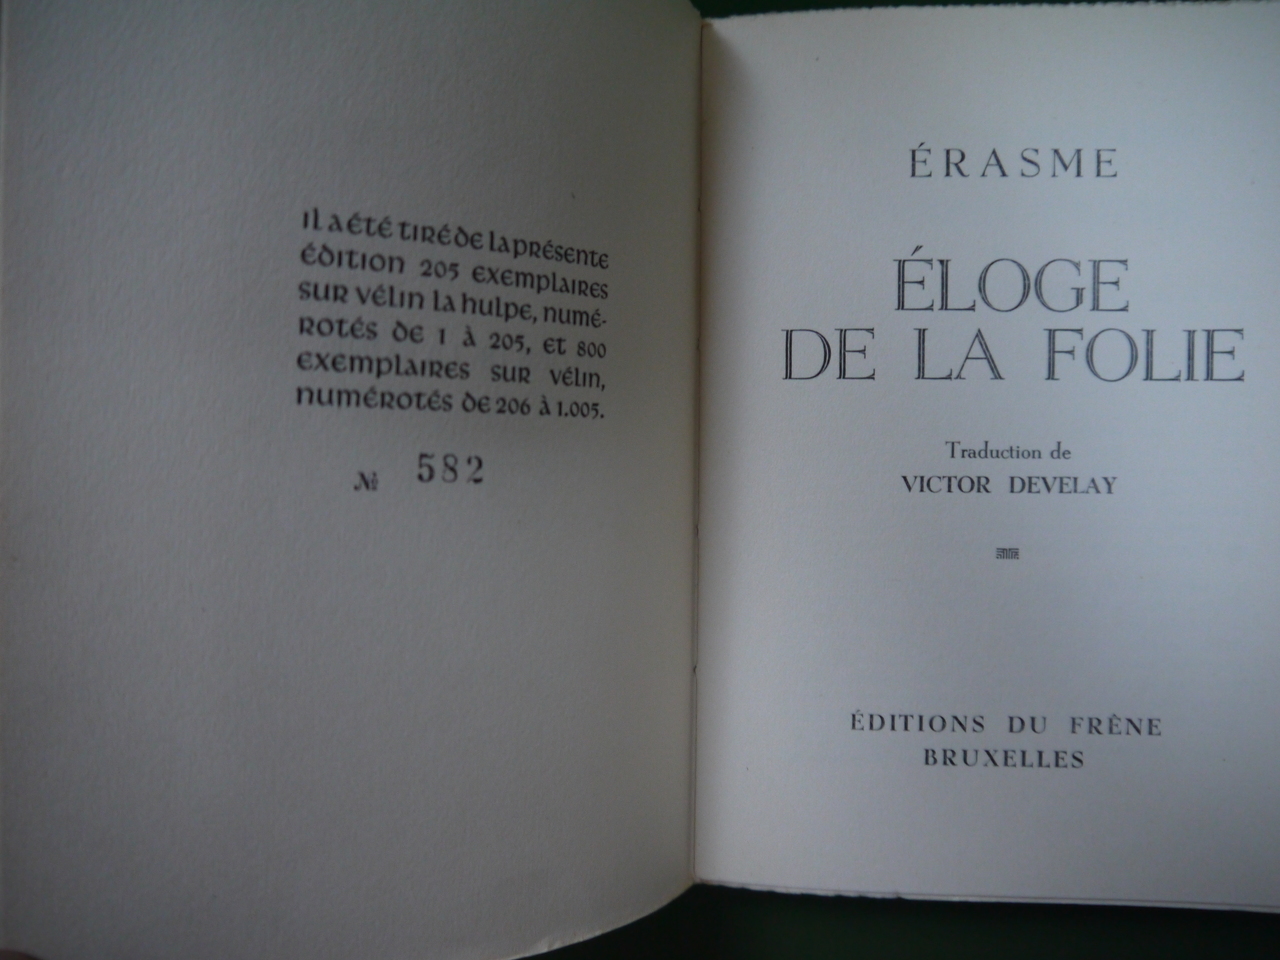 Il a été tiré de la présente
édition 205 exemplaires
sur vélin la hulpe, numé-
rotés de 1 à 205, et 800
exemplaires sur vélin,
numérotés de 206 à 1.005.
№ 582
ÉRASME
ÉLOGE
DE LA FOLIE
Traduction de
VICTOR DEVELAY
ÉDITIONS DU FRÊNE
BRUXELLES